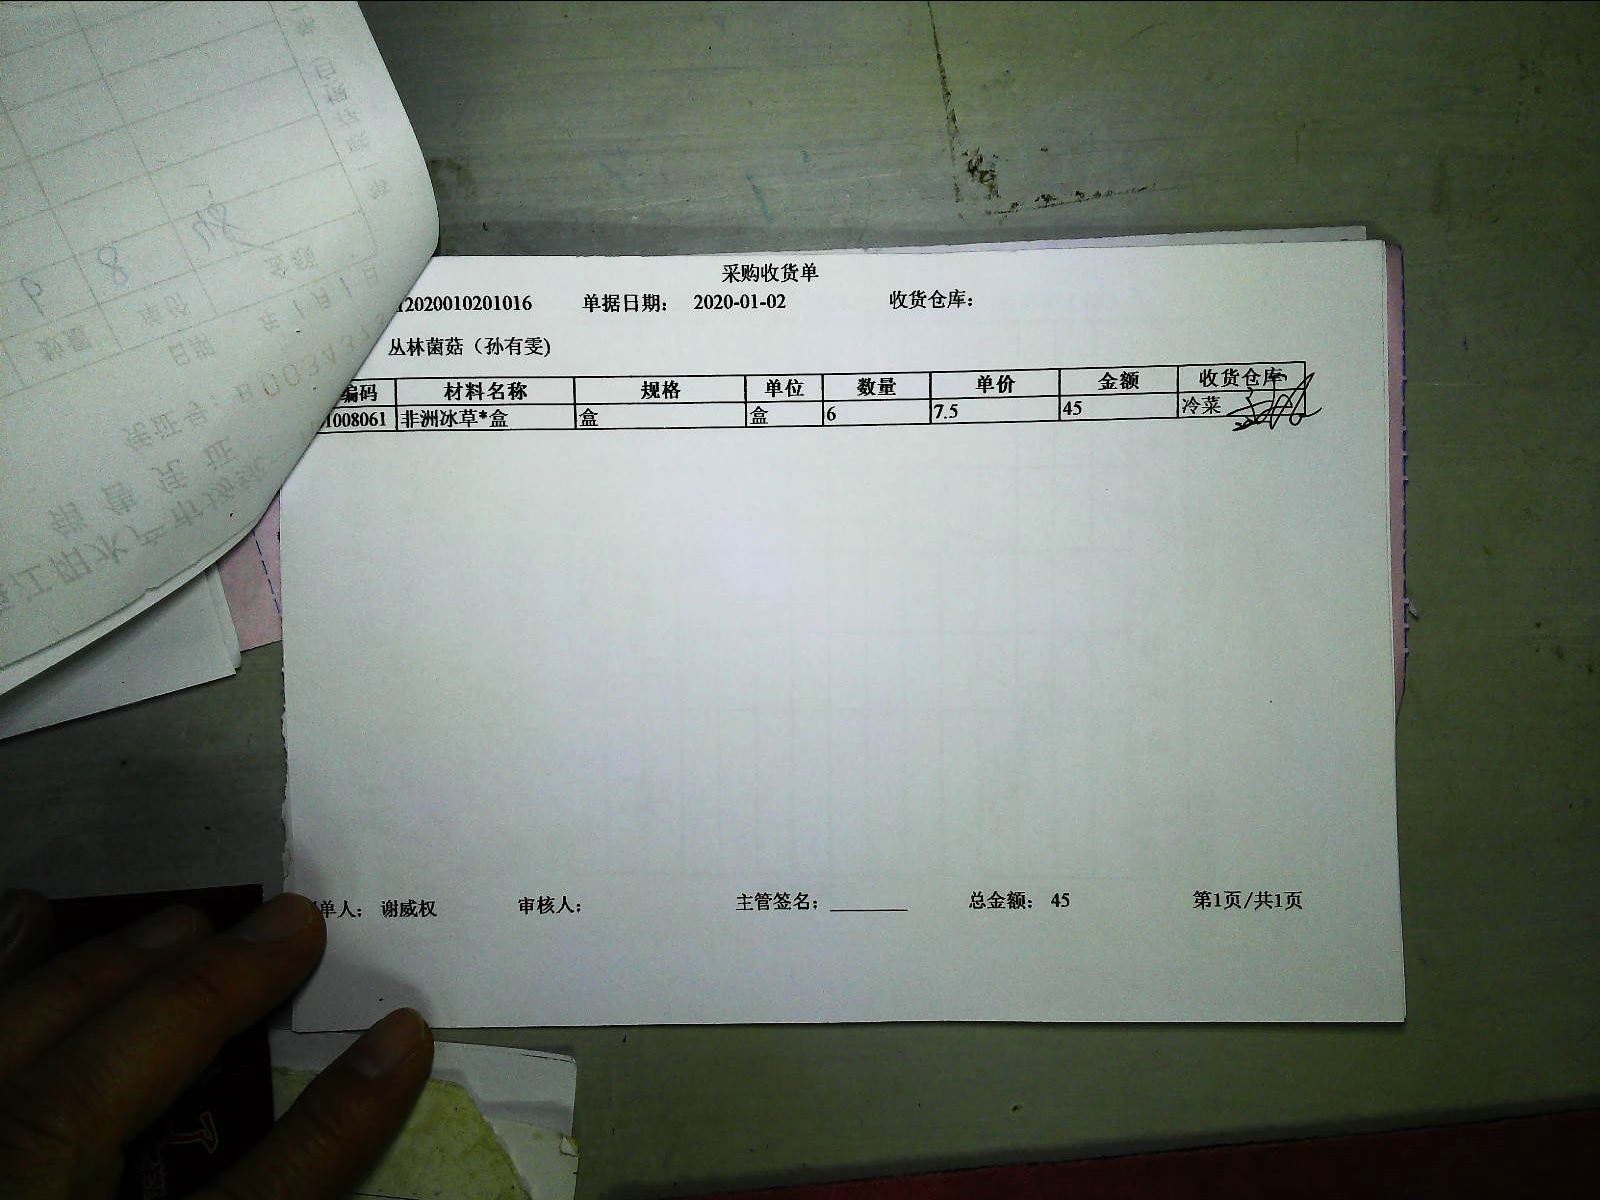 采购收货单
2020010201016 单据日期： 2020-01-02 收货仓库：
丛林菌菇（孙有雯)
编码 材料名称 规格 单位 数量 单价 金额 收货仓库
1008061 非洲冰草*盒 盒 盒 6 7.5 45 冷菜
单人： 谢威权 审核人： 主管签名：________ 总金额： 45 第1页/共1页